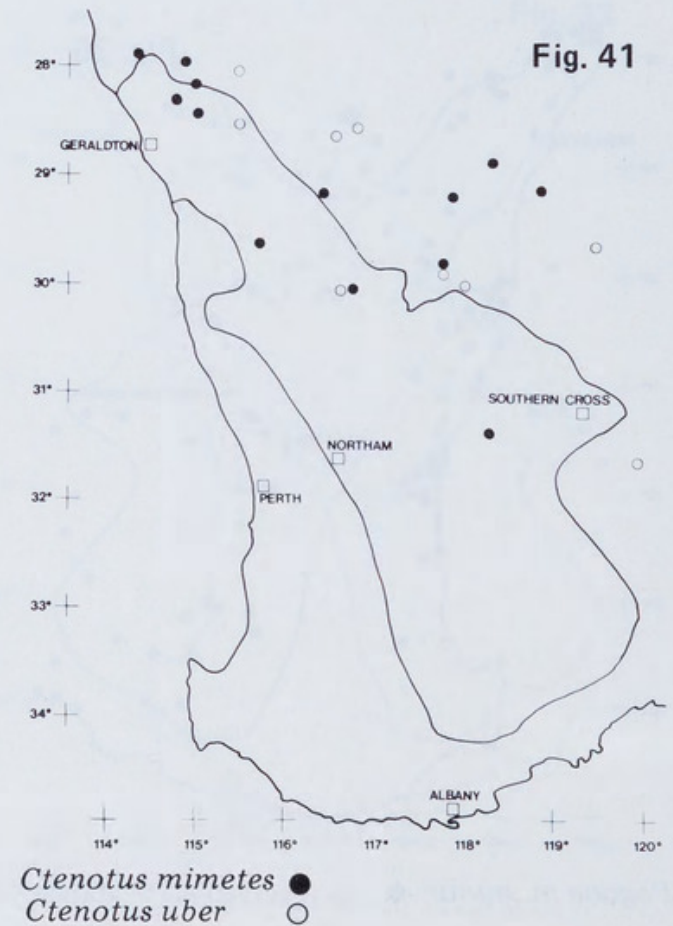 Fig. 41
28°
GERALDTON
29°
30°
31°
SOUTHERN CROSS
NORTHAM
32°
PERTH
33°
34°
ALBANY
114° 115° 116° 117° 118° 119° 120°
Ctenotus mimetes
Ctenotus uber